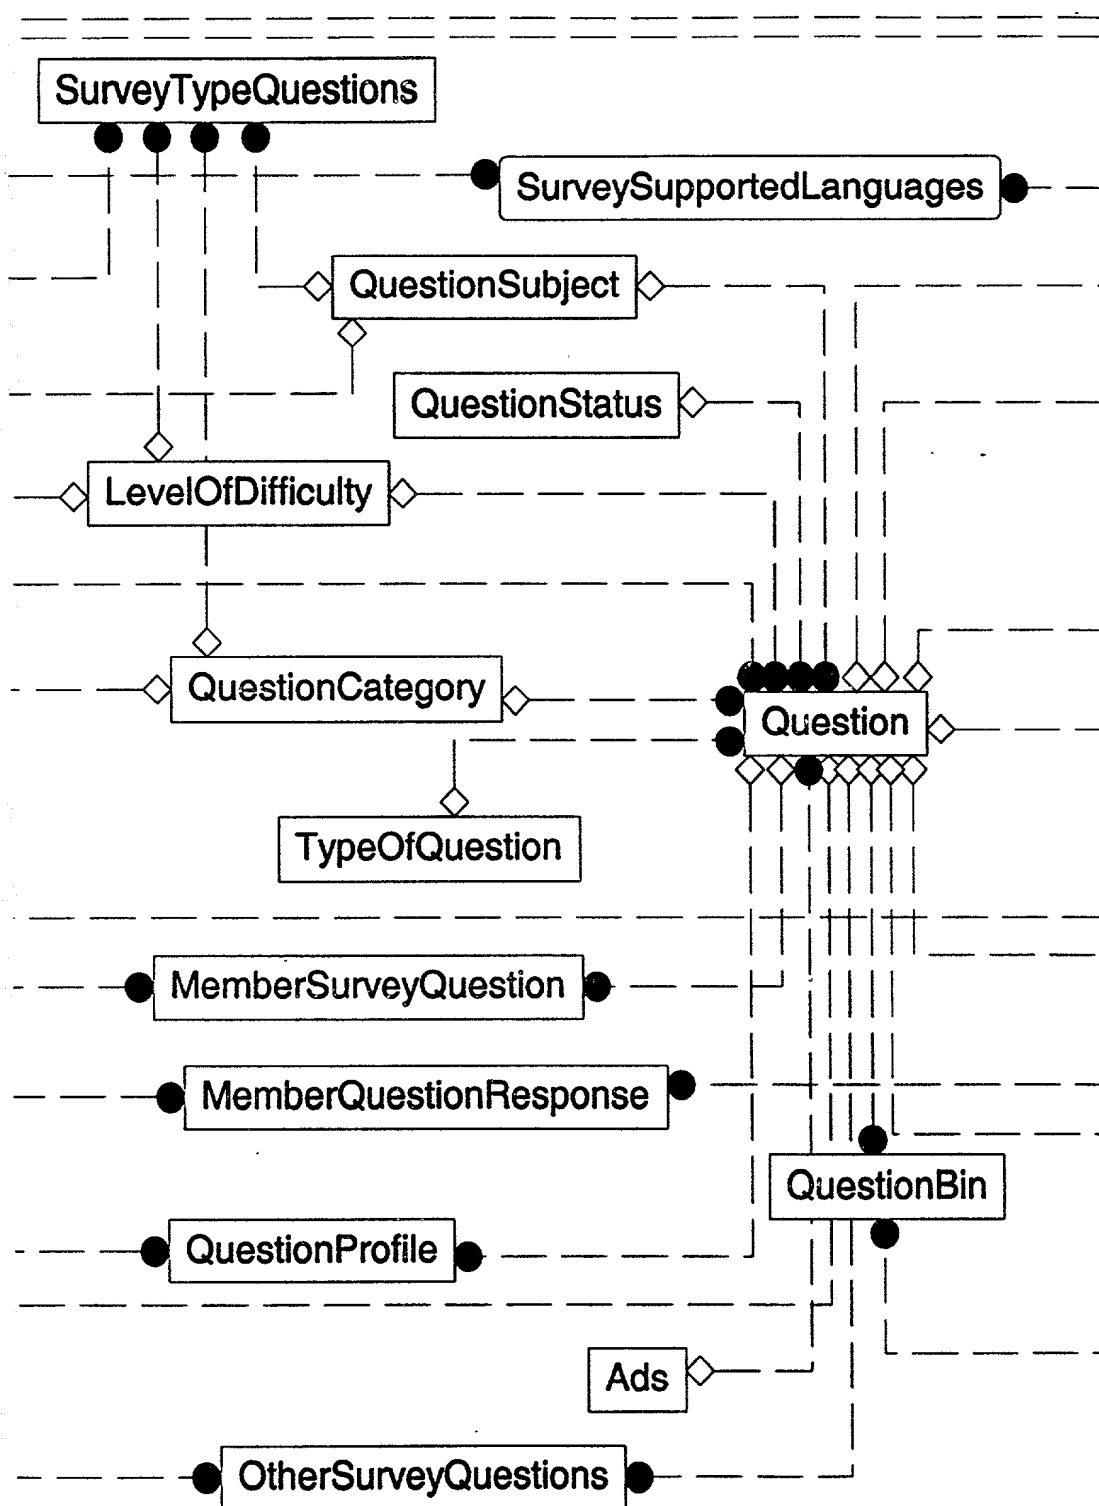 SurveyTypeQuestions
SurveySupportedLanguages
QuestionSubject
QuestionStatus
LevelOfDifficulty
QuestionCategory
Question
TypeOfQuestion
MemberSurveyQuestion
MemberQuestionResponse
QuestionBin
QuestionProfile
Ads
OtherSurveyQuestions